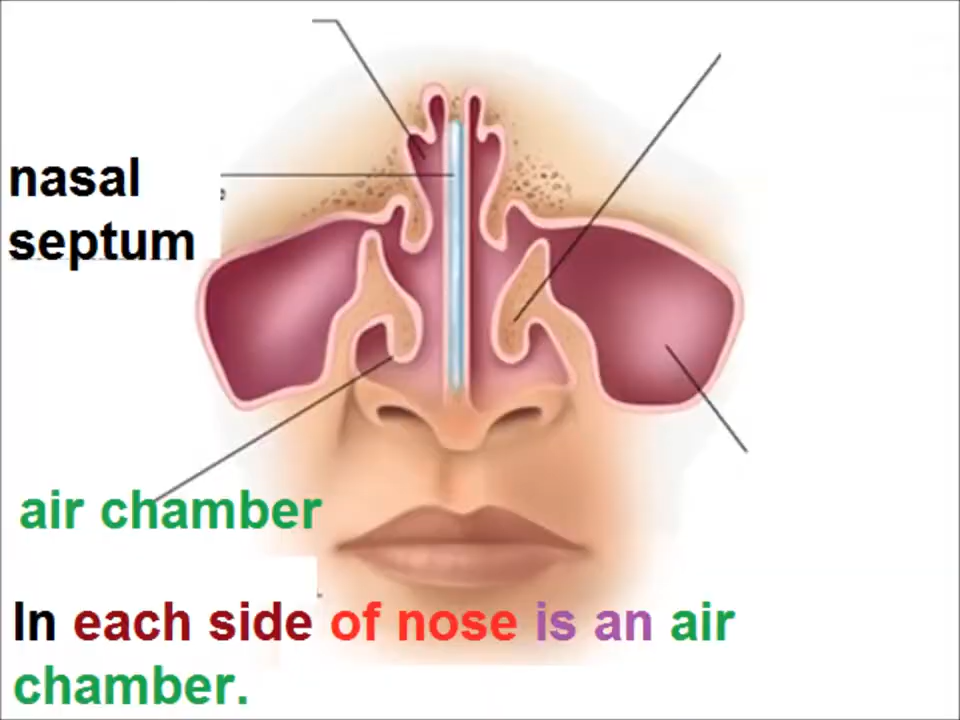 nasal
septum
air chamber
In each side of nose is an air
chamber.